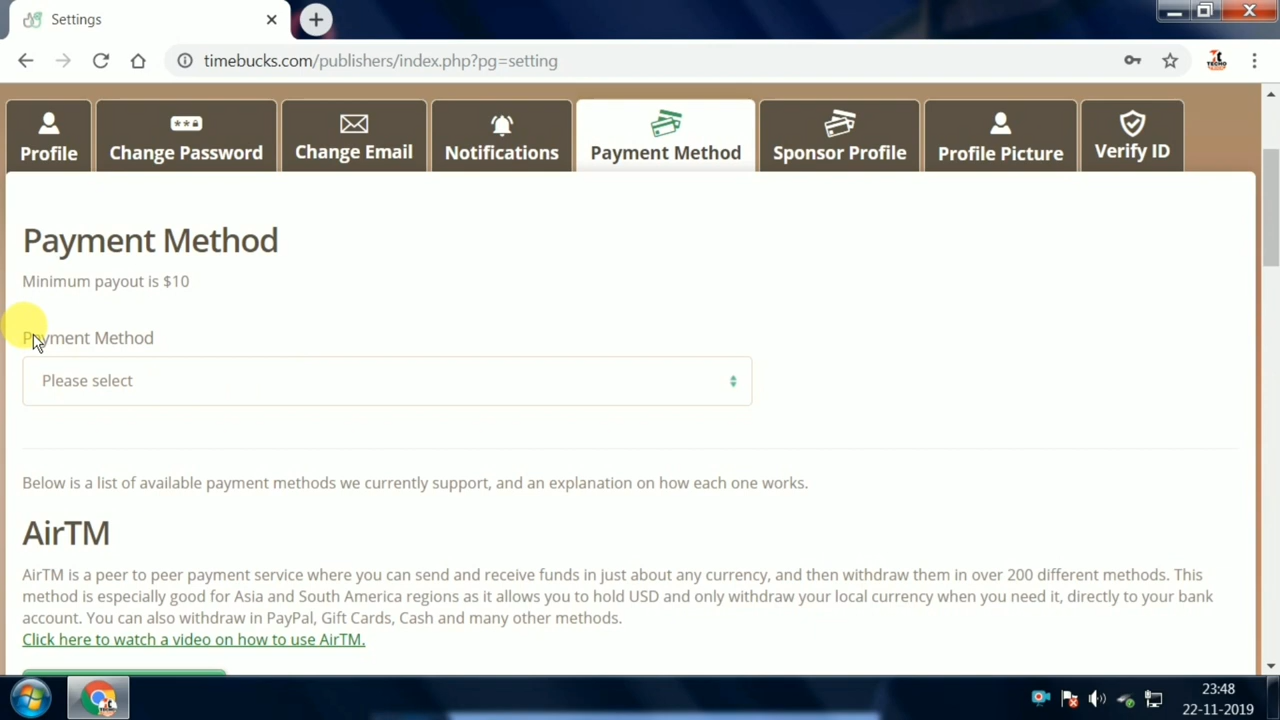 Settings
timebucks.com/publishers/index.php?pg=setting
Profile
Change Password
Change Email
Notifications
Payment Method
Sponsor Profile
Profile Picture
Verify ID
Payment Method
Minimum payout is $10
Payment Method
Please select
Below is a list of available payment methods we currently support, and an explanation on how each one works.
AirTM
AirTM is a peer to peer payment service where you can send and receive funds in just about any currency, and then withdraw them in over 200 different methods. This
method is especially good for Asia and South America regions as it allows you to hold USD and only withdraw your local currency when you need it, directly to your bank
account. You can also withdraw in PayPal, Gift Cards, Cash and many other methods.
Click here to watch a video on how to use AirTM.
23:48
22-11-2019